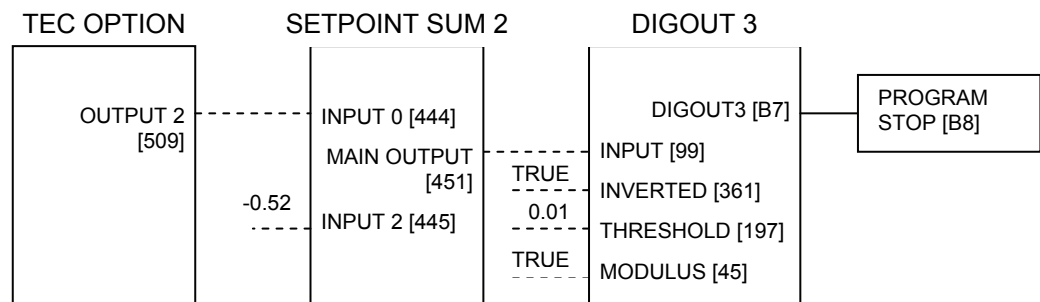 TEC OPTION
SETPOINT SUM 2
DIGOUT 3
OUTPUT 2
[509]
INPUT 0 [444]
MAIN OUTPUT
[451]
-0.52
INPUT 2 [445]
DIGOUT3 [B7]
INPUT [99]
TRUE
INVERTED [361]
0.01
THRESHOLD [197]
TRUE
MODULUS [45]
PROGRAM
STOP [B8]